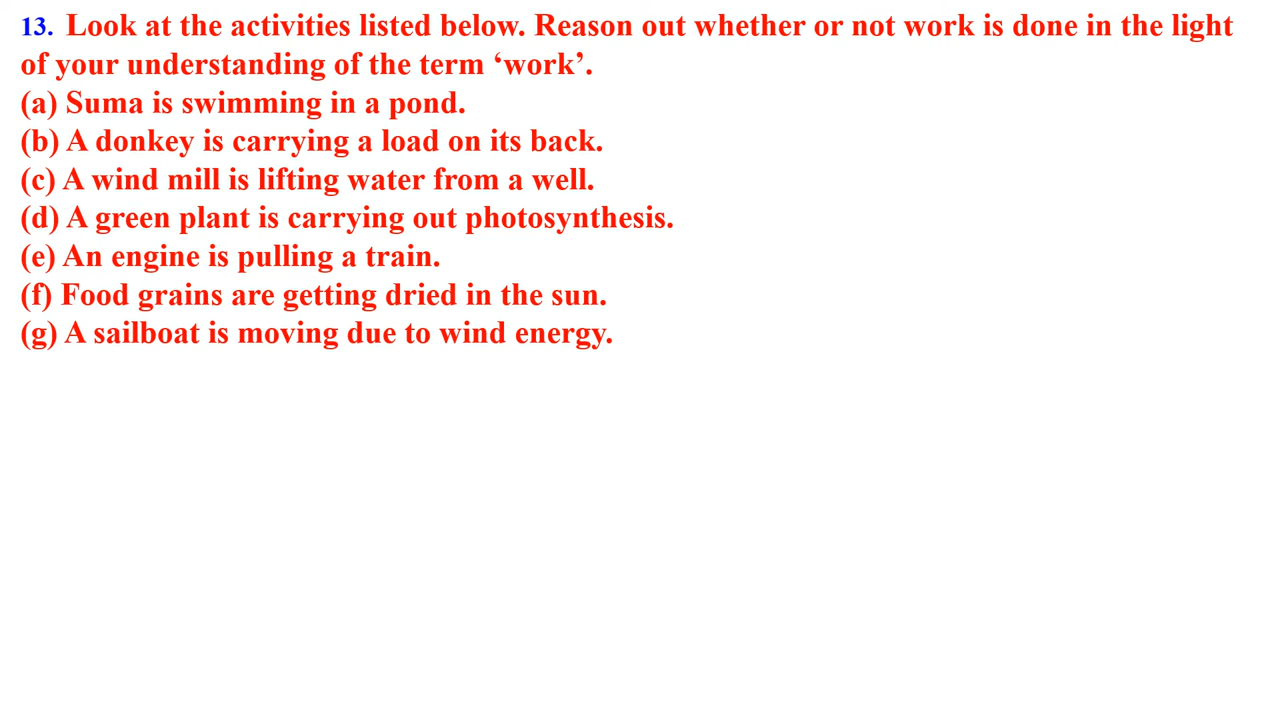 13. Look at the activities listed below. Reason out whether or not work is done in the light
of your understanding of the term ‘work’.
(a) Suma is swimming in a pond.
(b) A donkey is carrying a load on its back.
(c) A wind mill is lifting water from a well.
(d) A green plant is carrying out photosynthesis.
(e) An engine is pulling a train.
(f) Food grains are getting dried in the sun.
(g) A sailboat is moving due to wind energy.